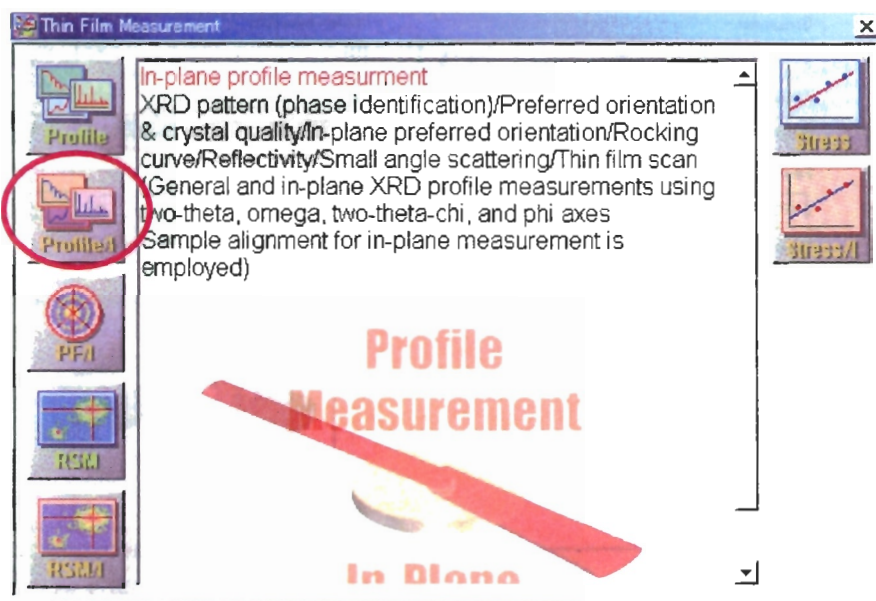 Thin Film Measurement
Profile
Profile/I
PF/I
RSM
RSM/I
In-plane profile measurment
XRD pattern (phase identification)/Preferred orientation
& crystal quality/In-plane preferred orientation/Rocking
curve/Reflectivity/Small angle scattering/Thin film scan
(General and in-plane XRD profile measurements using
two-theta, omega, two-theta-chi, and phi axes
Sample alignment for in-plane measurement is
employed)
Profile
Measurement
In Plane
Stress
Stress/I